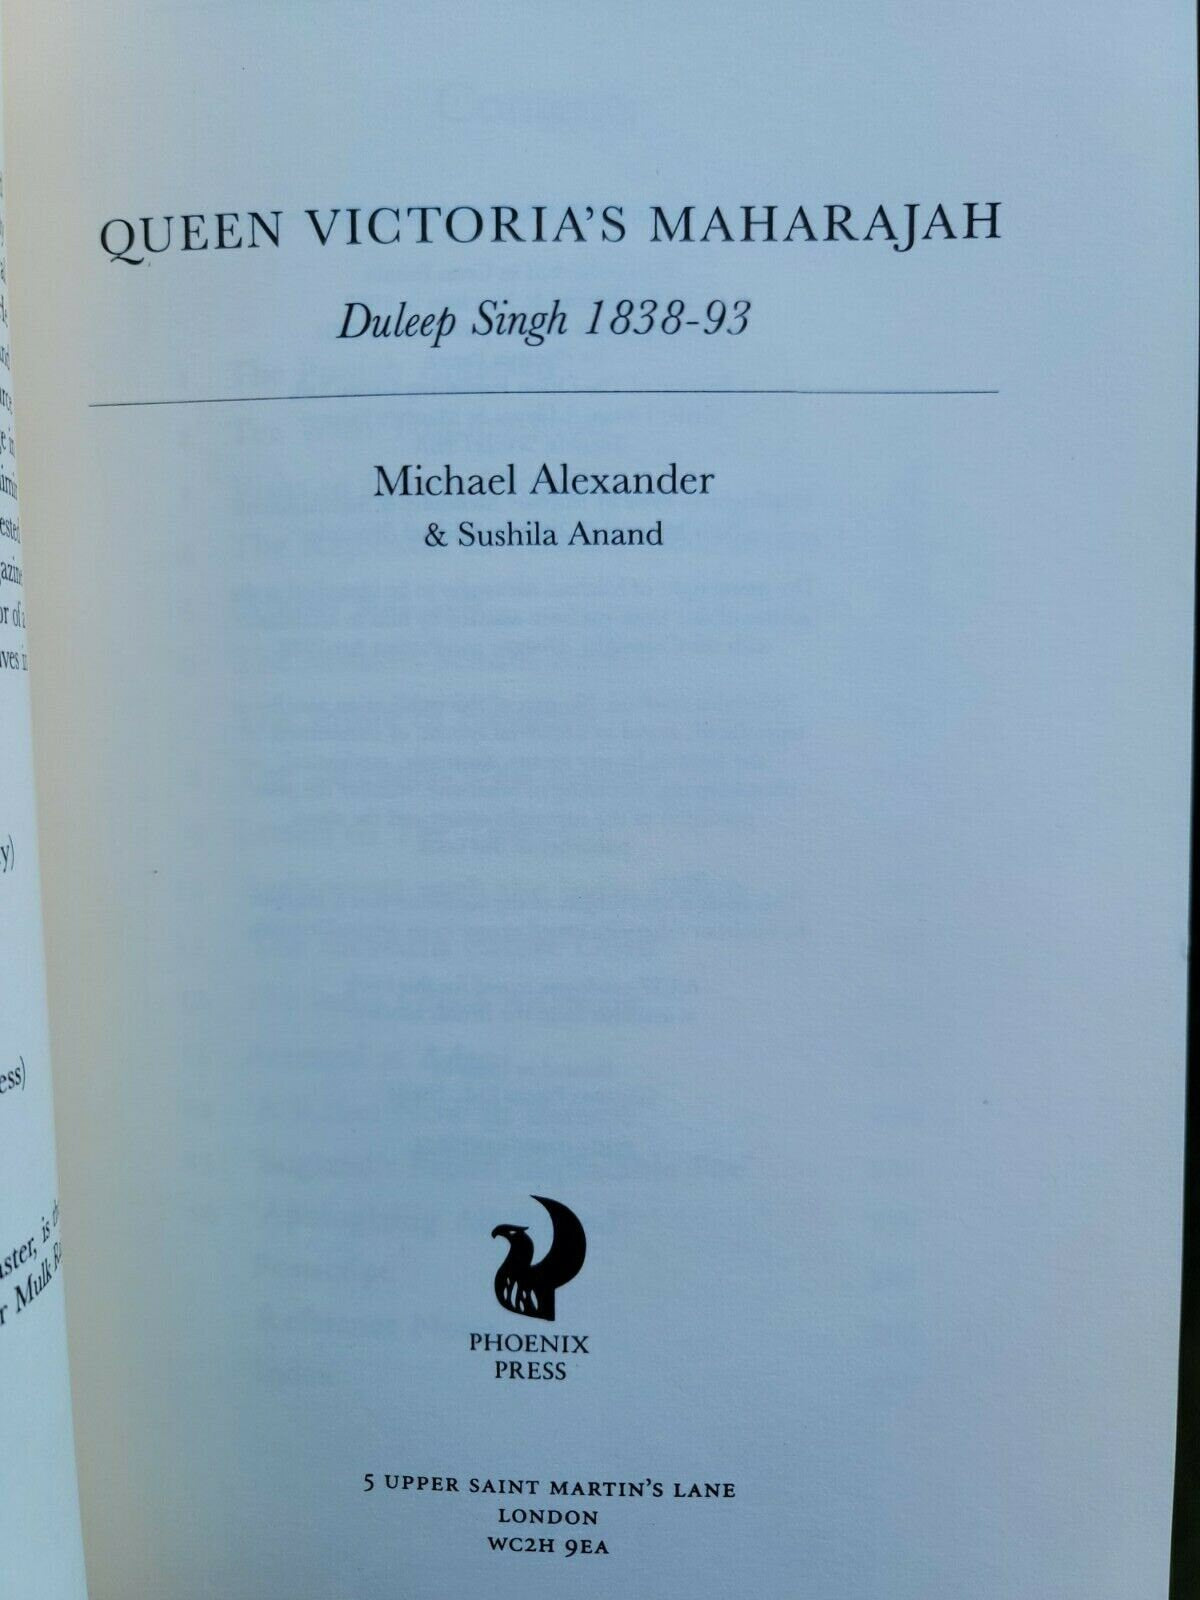 QUEEN VICTORIA'S MAHARAJAH
Duleep Singh 1838-93
Michael Alexander
& Sushila Anand
PHOENIX
PRESS
5 UPPER SAINT MARTIN'S LANE
LONDON
WC2H 9EA